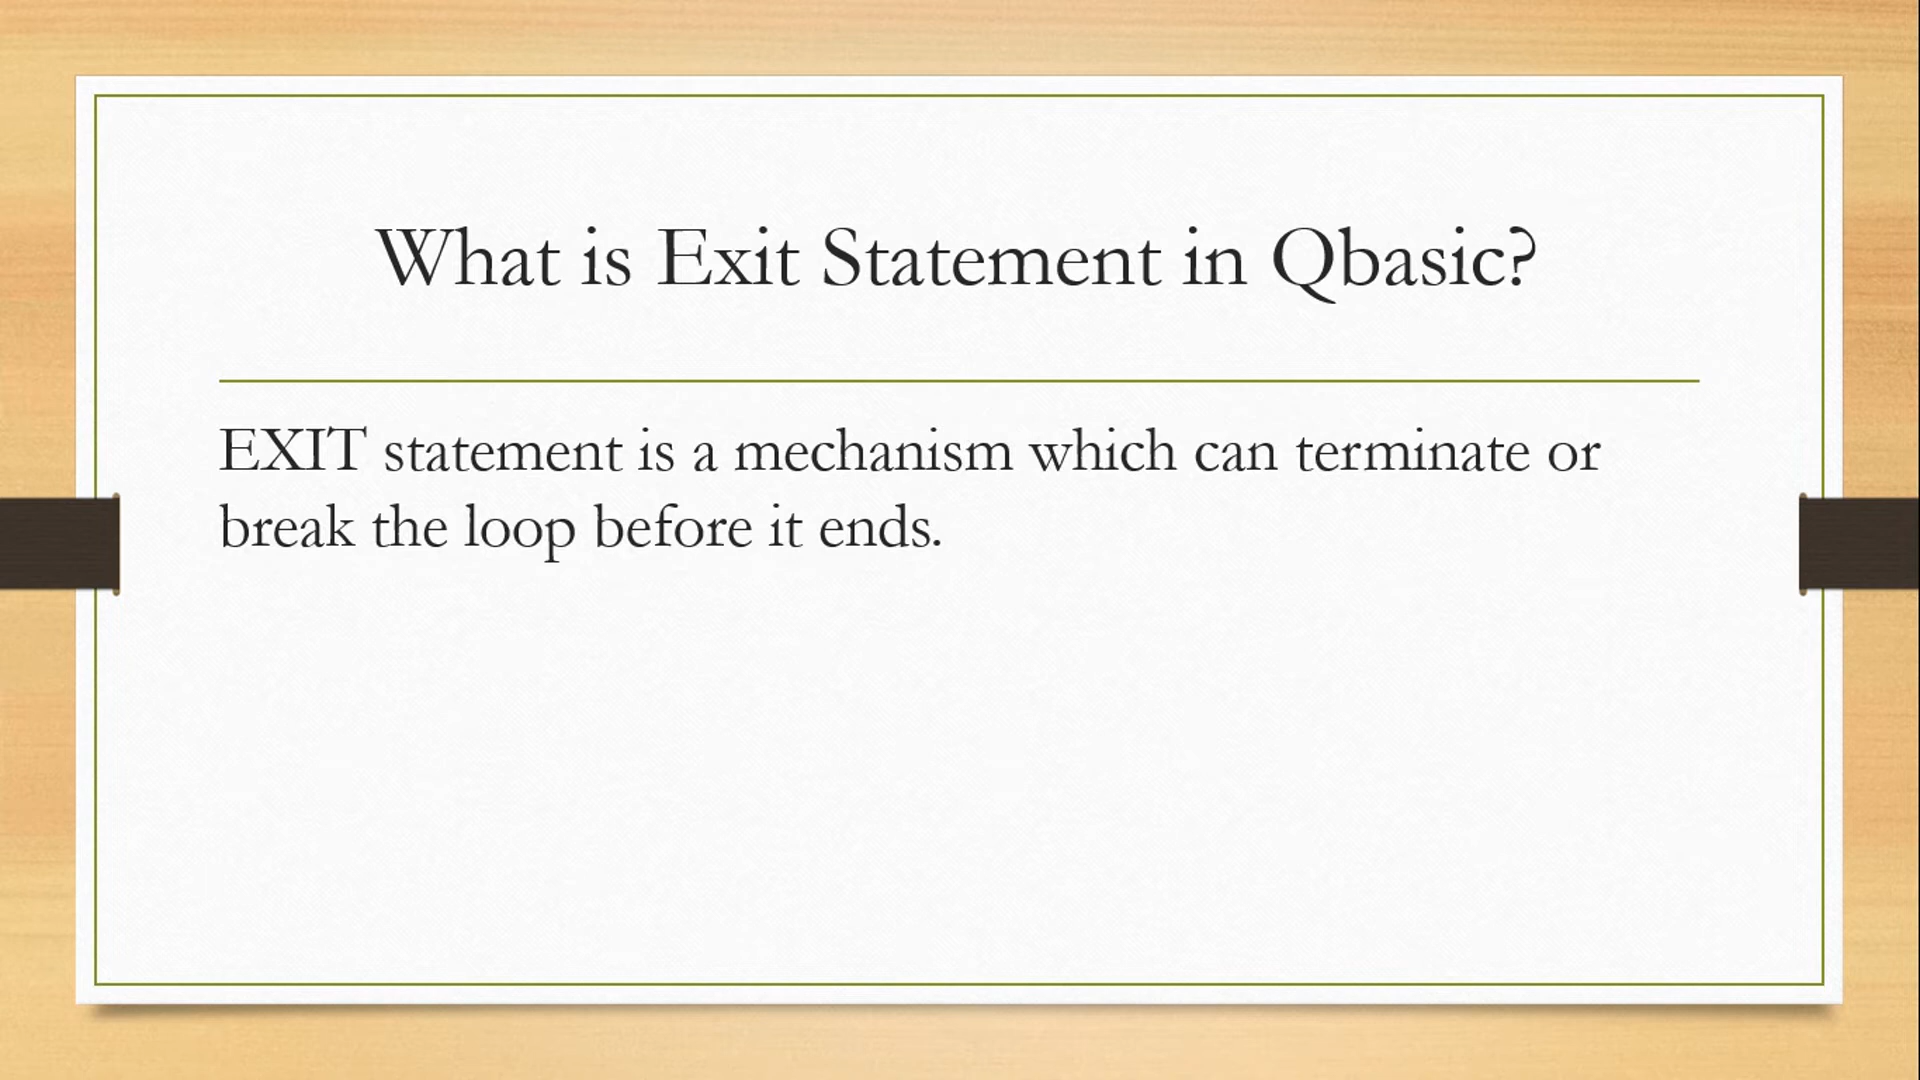 What is Exit Statement in Qbasic?
EXIT statement is a mechanism which can terminate or
break the loop before it ends.